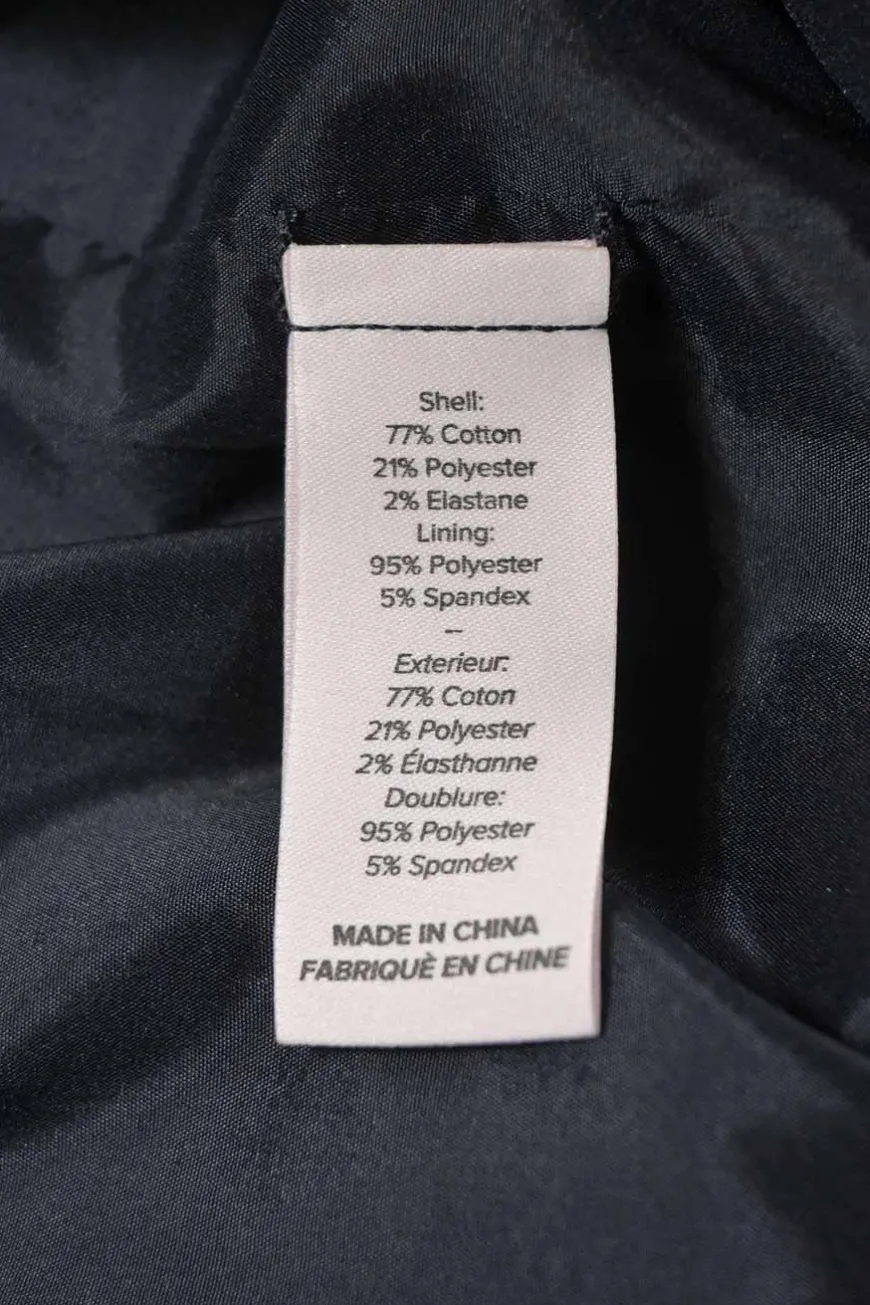 Shell:
77% Cotton
21% Polyester
2% Elastane
Lining:
95% Polyester
5% Spandex
–
Exterieur:
77% Coton
21% Polyester
2% Élasthanne
Doublure:
95% Polyester
5% Spandex
MADE IN CHINA
FABRIQUÈ EN CHINE